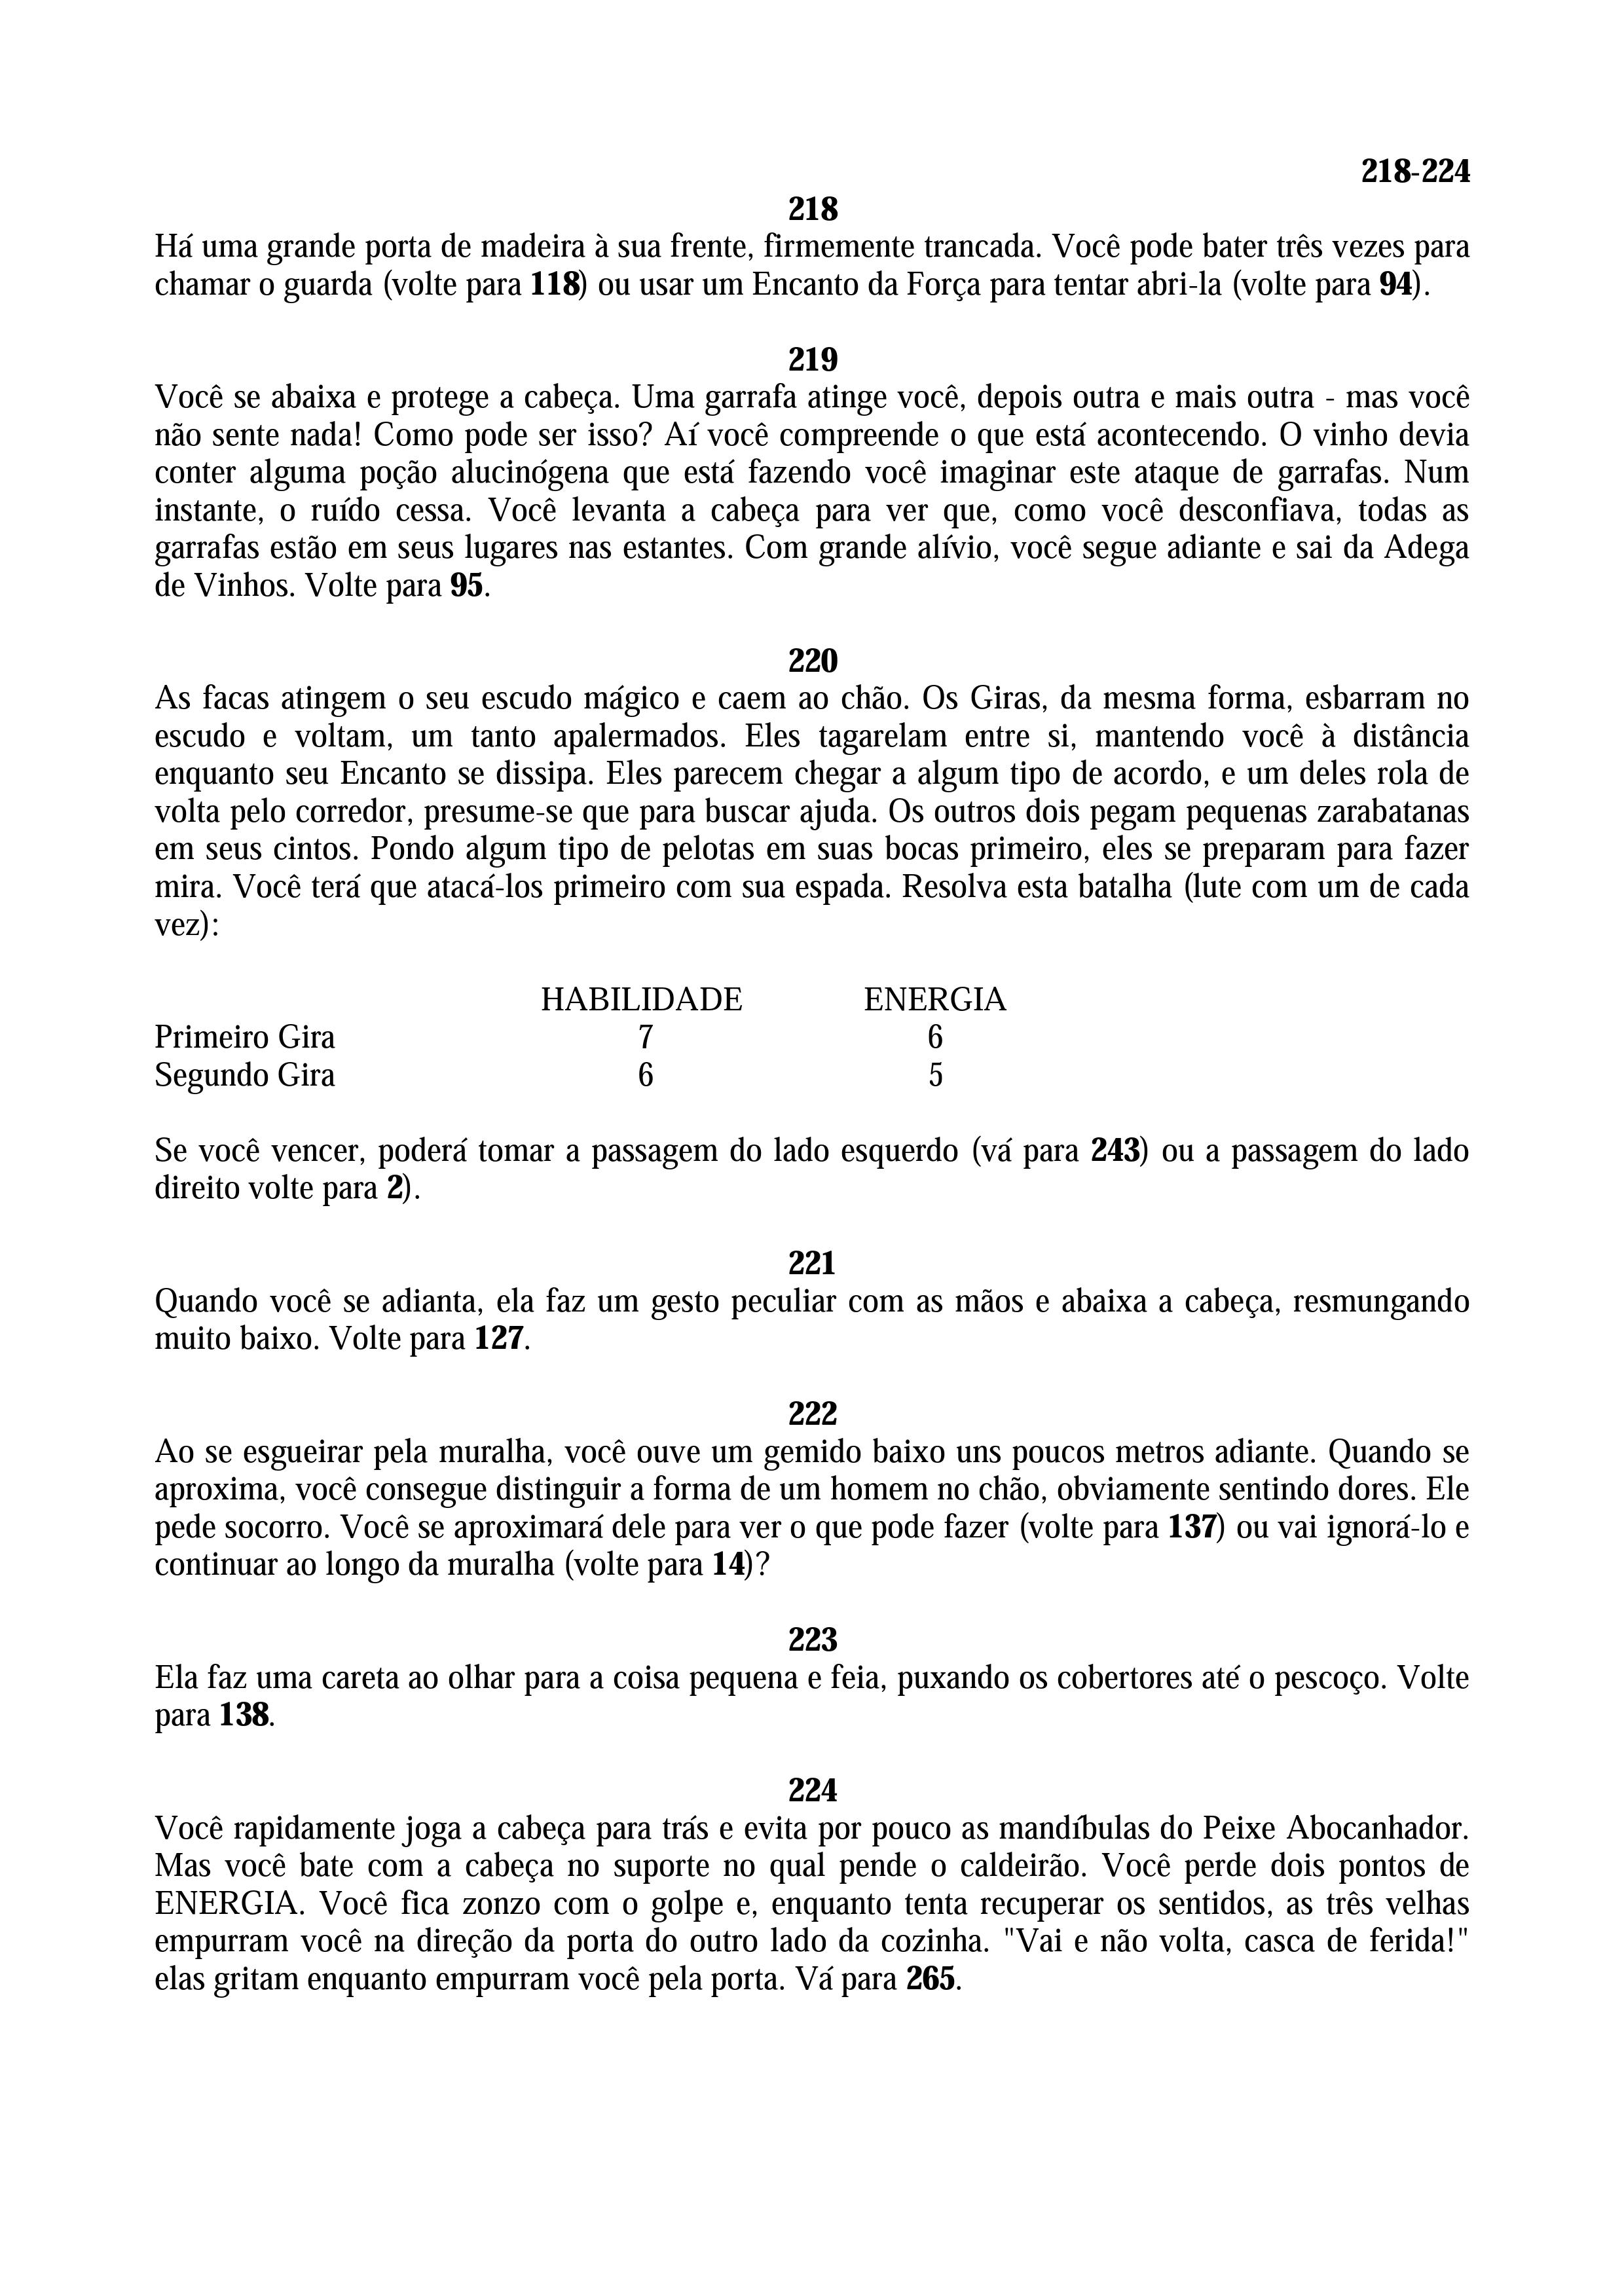 218-224
218
Há uma grande porta de madeira à sua frente, firmemente trancada. Você pode bater três vezes para
chamar o guarda (volte para 118) ou usar um Encanto da Força para tentar abri-la (volte para 94).
219
Você se abaixa e protege a cabeça. Uma garrafa atinge você, depois outra e mais outra - mas você
não sente nada! Como pode ser isso? Aí você compreende o que está acontecendo. O vinho devia
conter alguma poção alucinógena que está fazendo você imaginar este ataque de garrafas. Num
instante, o ruído cessa. Você levanta a cabeça para ver que, como você desconfiava, todas as
garrafas estão em seus lugares nas estantes. Com grande alívio, você segue adiante e sai da Adega
de Vinhos. Volte para 95.
220
As facas atingem o seu escudo mágico e caem ao chão. Os Giras, da mesma forma, esbarram no
escudo e voltam, um tanto apalermados. Eles tagarelam entre si, mantendo você à distância
enquanto seu Encanto se dissipa. Eles parecem chegar a algum tipo de acordo, e um deles rola de
volta pelo corredor, presume-se que para buscar ajuda. Os outros dois pegam pequenas zarabatanas
em seus cintos. Pondo algum tipo de pelotas em suas bocas primeiro, eles se preparam para fazer
mira. Você terá que atacá-los primeiro com sua espada. Resolva esta batalha (lute com um de cada
vez):
HABILIDADE ENERGIA
Primeiro Gira 7 6
Segundo Gira 6 5
Se você vencer, poderá tomar a passagem do lado esquerdo (vá para 243) ou a passagem do lado
direito volte para 2).
221
Quando você se adianta, ela faz um gesto peculiar com as mãos e abaixa a cabeça, resmungando
muito baixo. Volte para 127.
222
Ao se esgueirar pela muralha, você ouve um gemido baixo uns poucos metros adiante. Quando se
aproxima, você consegue distinguir a forma de um homem no chão, obviamente sentindo dores. Ele
pede socorro. Você se aproximará dele para ver o que pode fazer (volte para 137) ou vai ignorá-lo e
continuar ao longo da muralha (volte para 14)?
223
Ela faz uma careta ao olhar para a coisa pequena e feia, puxando os cobertores até o pescoço. Volte
para 138.
224
Você rapidamente joga a cabeça para trás e evita por pouco as mandíbulas do Peixe Abocanhador.
Mas você bate com a cabeça no suporte no qual pende o caldeirão. Você perde dois pontos de
ENERGIA. Você fica zonzo com o golpe e, enquanto tenta recuperar os sentidos, as três velhas
empurram você na direção da porta do outro lado da cozinha. "Vai e não volta, casca de ferida!"
elas gritam enquanto empurram você pela porta. Vá para 265.